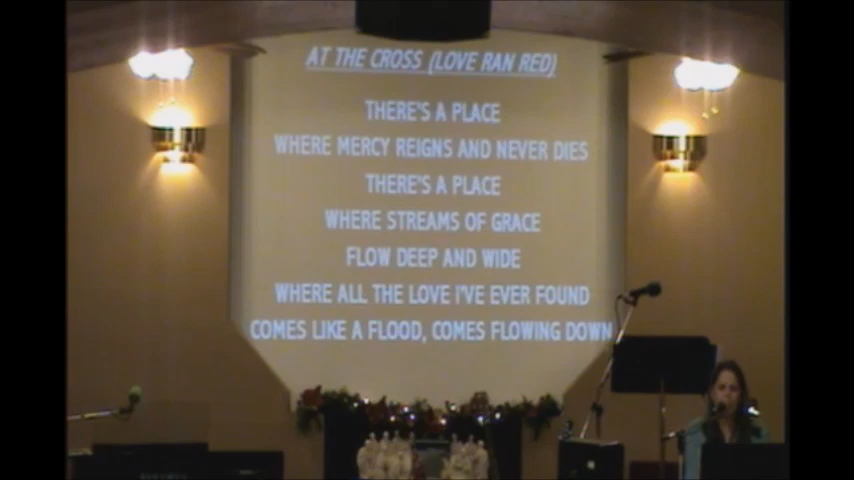 AT THE CROSS (LOVE RAN RED)
THERE'S A PLACE
WHERE MERCY REIGNS AND NEVER DIES
THERE'S A PLACE
WHERE STREAMS OF GRACE
FLOW DEEP AND WIDE
WHERE ALL THE LOVE I'VE EVER FOUND
COMES LIKE A FLOOD, COMES FLOWING DOWN